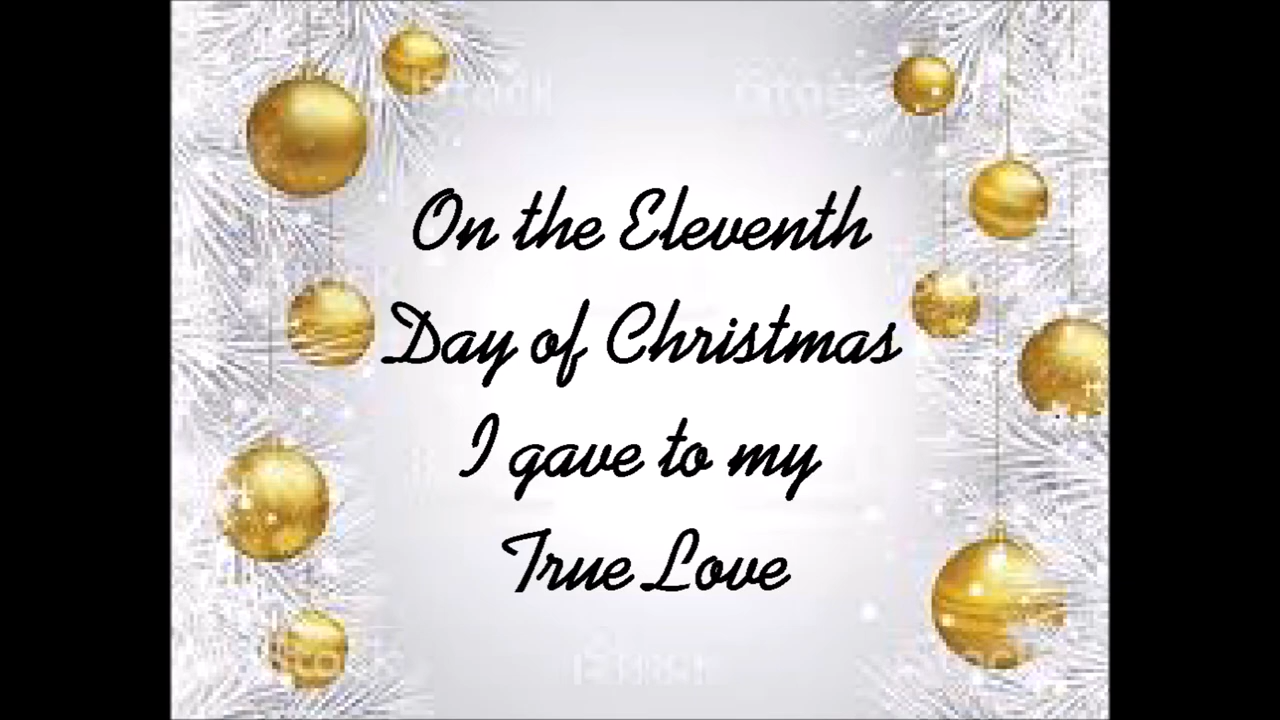 On the Eleventh
Day of Christmas
I gave to my
True Love